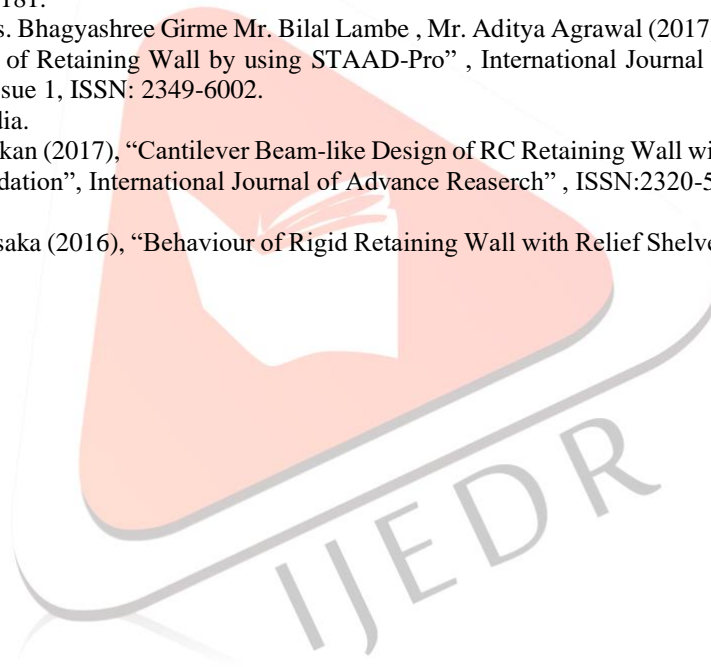 181.
s. Bhagyashree Girme Mr. Bilal Lambe , Mr. Aditya Agrawal (2017
of Retaining Wall by using STAAD-Pro” , International Journal
sue 1, ISSN: 2349-6002.
dia.
kan (2017), “Cantilever Beam-like Design of RC Retaining Wall wi
dation”, International Journal of Advance Reaserch” , ISSN:2320-5
saka (2016), “Behaviour of Rigid Retaining Wall with Relief Shelve
IJEDR